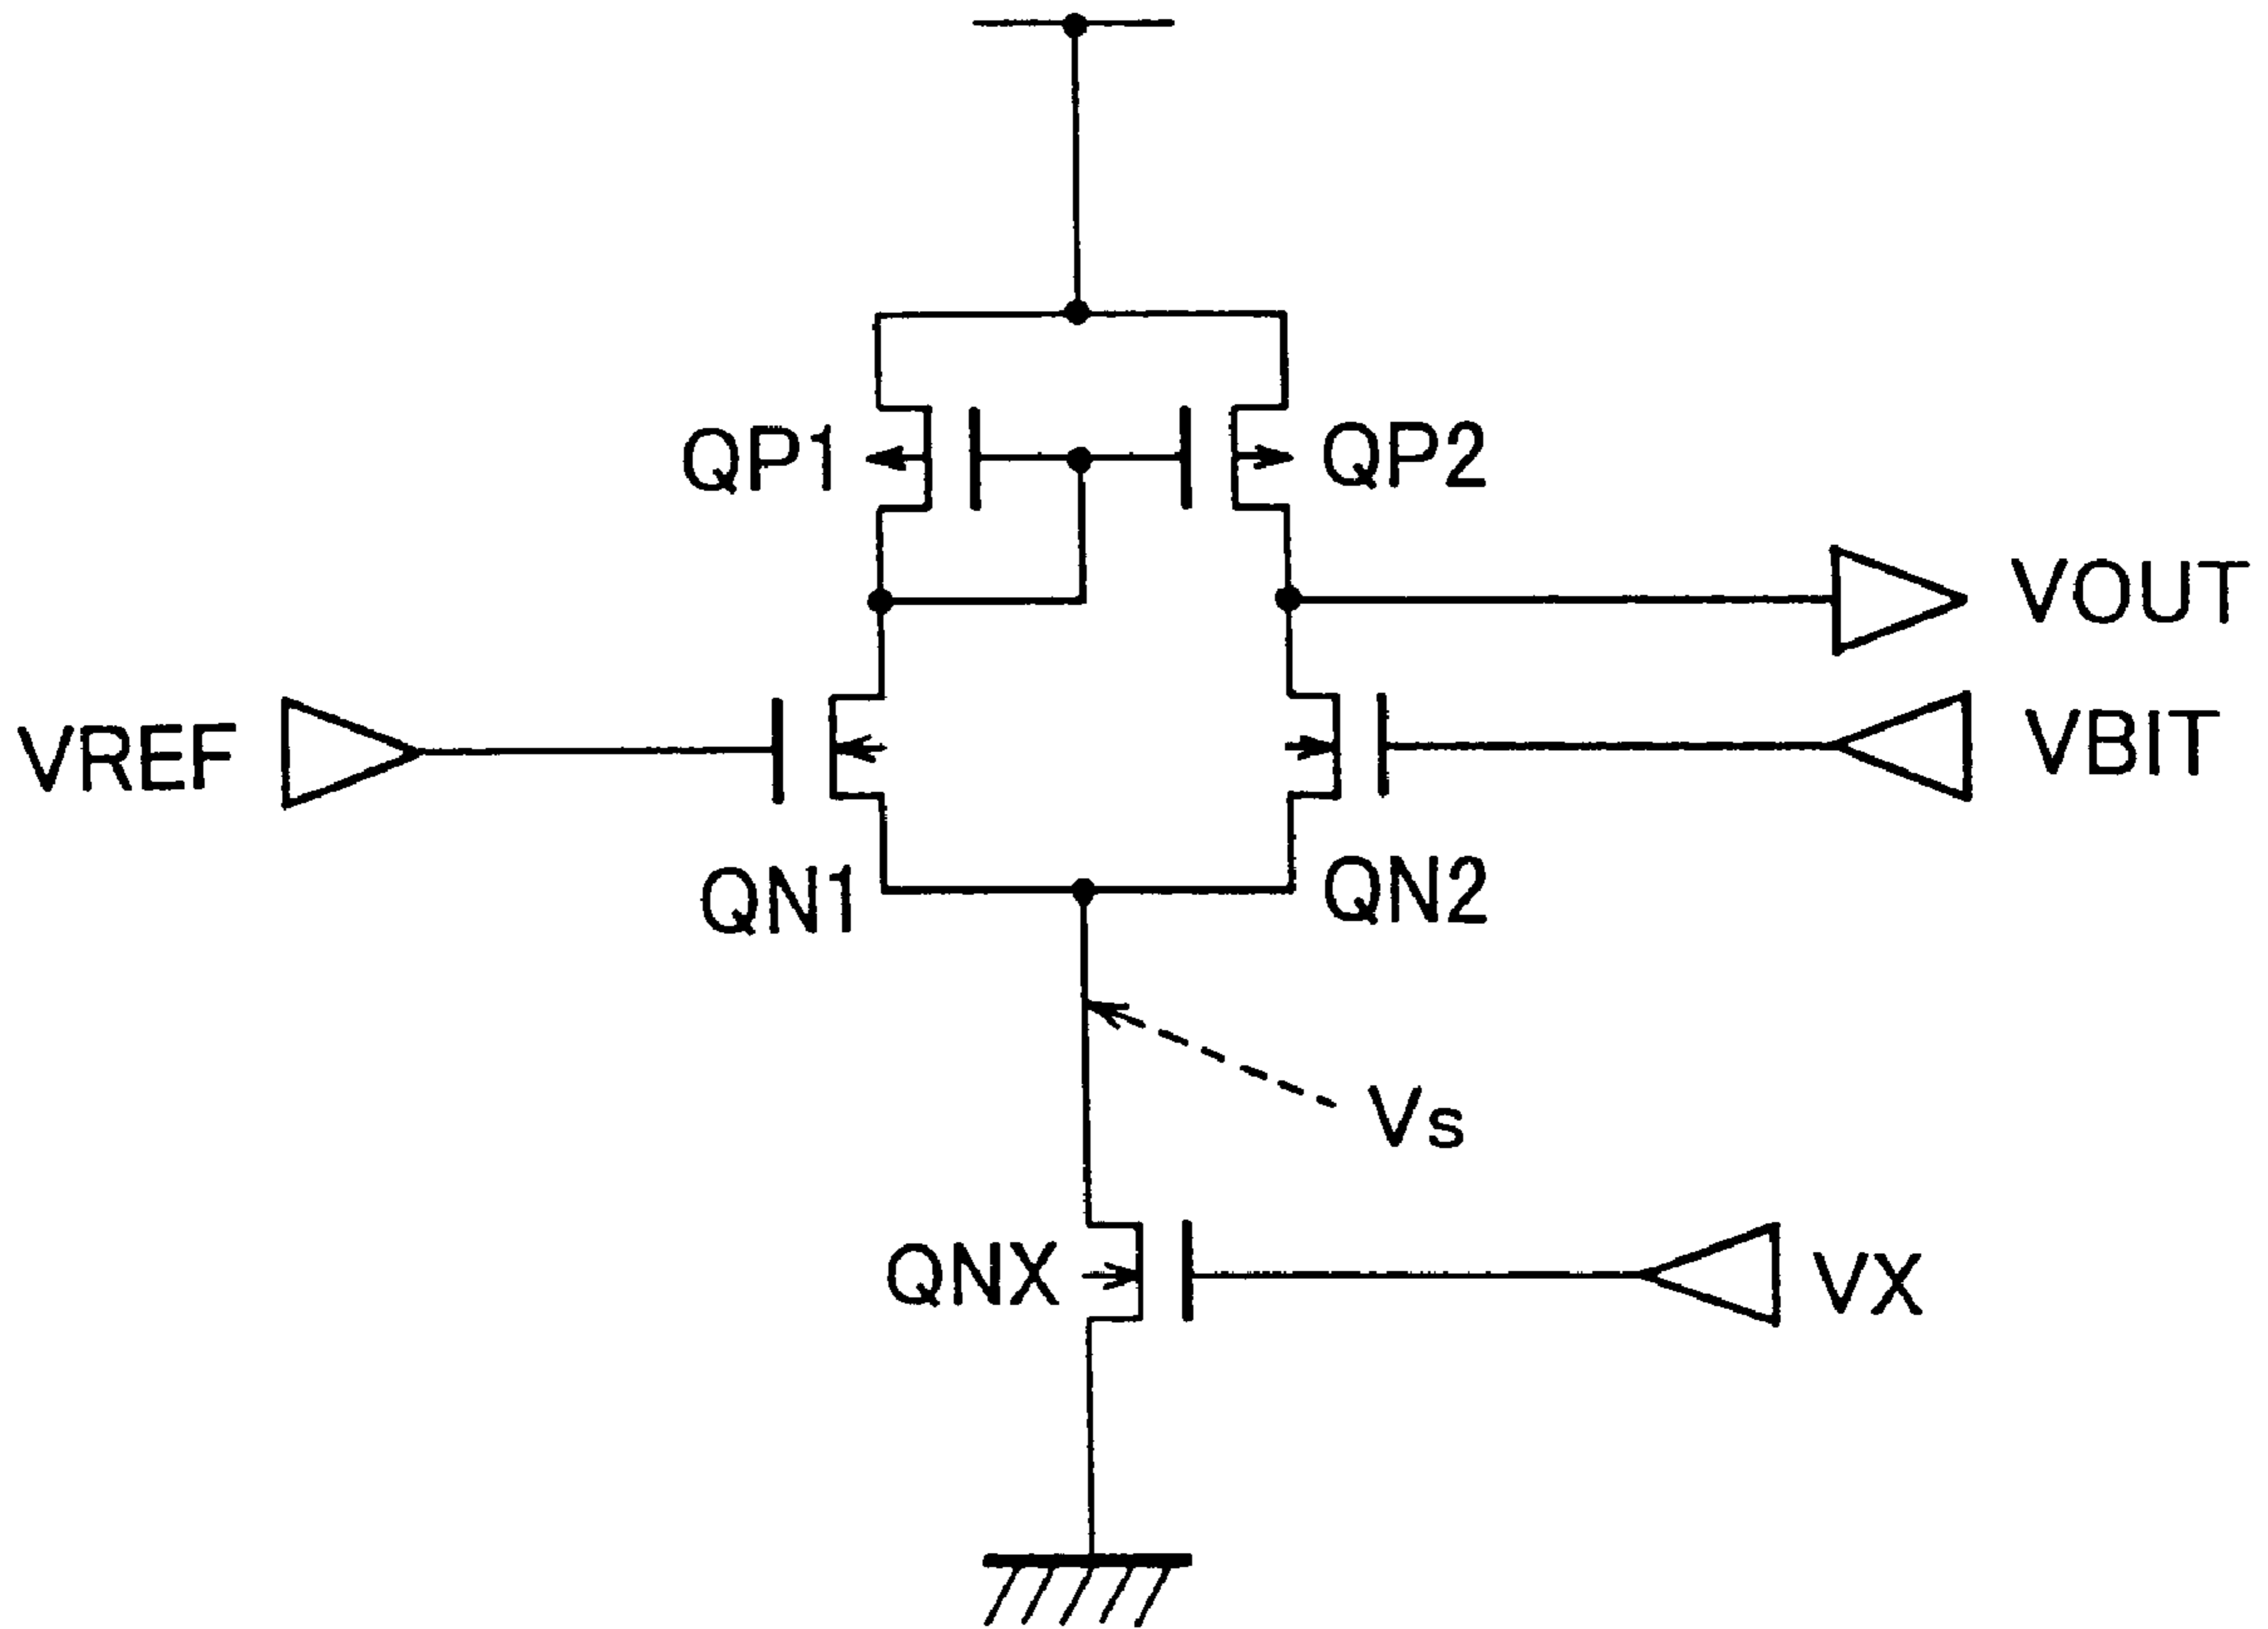 QP1
QP2
VOUT
VREF
VBIT
QN1
QN2
Vs
QNX
VX